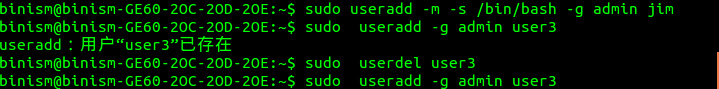 binism@binism-GE60-2OC-2OD-2OE:~$ sudo useradd -m -s /bin/bash -g admin jim
binism@binism-GE60-2OC-2OD-2OE:~$ sudo  useradd -g admin user3
useradd：用户“user3”已存在
binism@binism-GE60-2OC-2OD-2OE:~$ sudo  userdel user3
binism@binism-GE60-2OC-2OD-2OE:~$ sudo  useradd -g admin user3